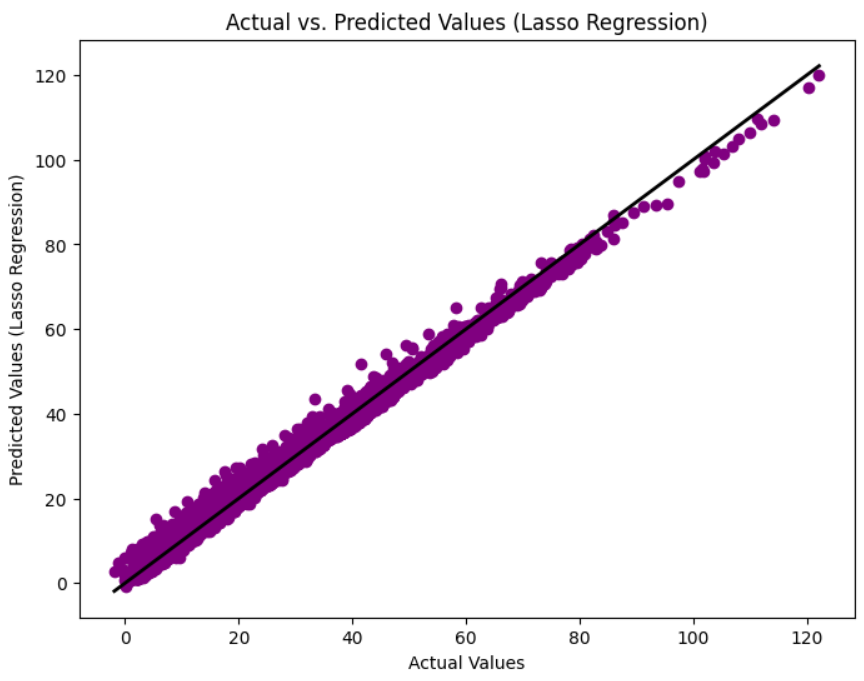 Actual vs. Predicted Values (Lasso Regression)
120
100
80
60
40
20
0
Predicted Values (Lasso Regression)
0 20 40 60 80 100 120
Actual Values